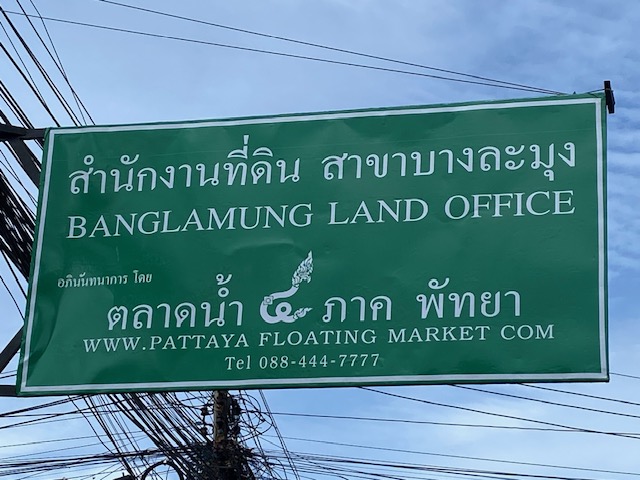 สำนักงานที่ดิน สาขาบางละมุง
BANGLAMUNG LAND OFFICE
อภินันทนาการ โดย
ตลาดน้ำ ๔ ภาค พัทยา
WWW.PATTAYA FLOATING MARKET COM
Tel 088-444-7777